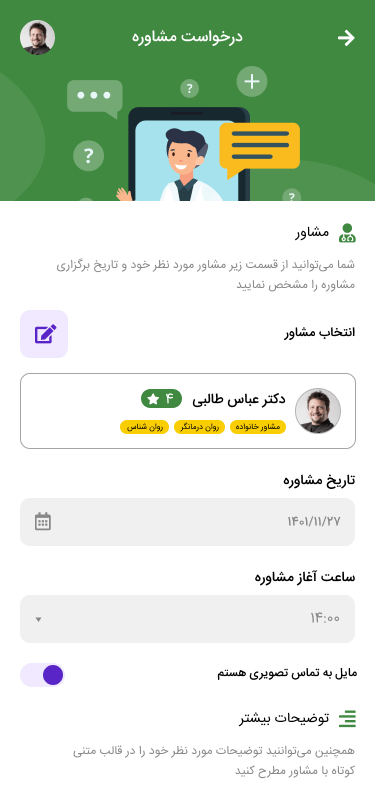 درخواست مشاوره
?
?
?
مشاور
شما می‌توانید از قسمت زیر مشاور مورد نظر خود و تاریخ برگزاری
مشاوره را مشخص نمایید
انتخاب مشاور
دکتر عباس طالبی ۴
مشاور خانواده روان درمانگر روان شناس
تاریخ مشاوره
۱۴۰۱/۱۱/۲۷
ساعت آغاز مشاوره
۱۴:۰۰
مایل به تماس تصویری هستم
توضیحات بیشتر
همچنین می‌توانید توضیحات مورد نظر خود را در قالب متنی
کوتاه با مشاور مطرح کنید